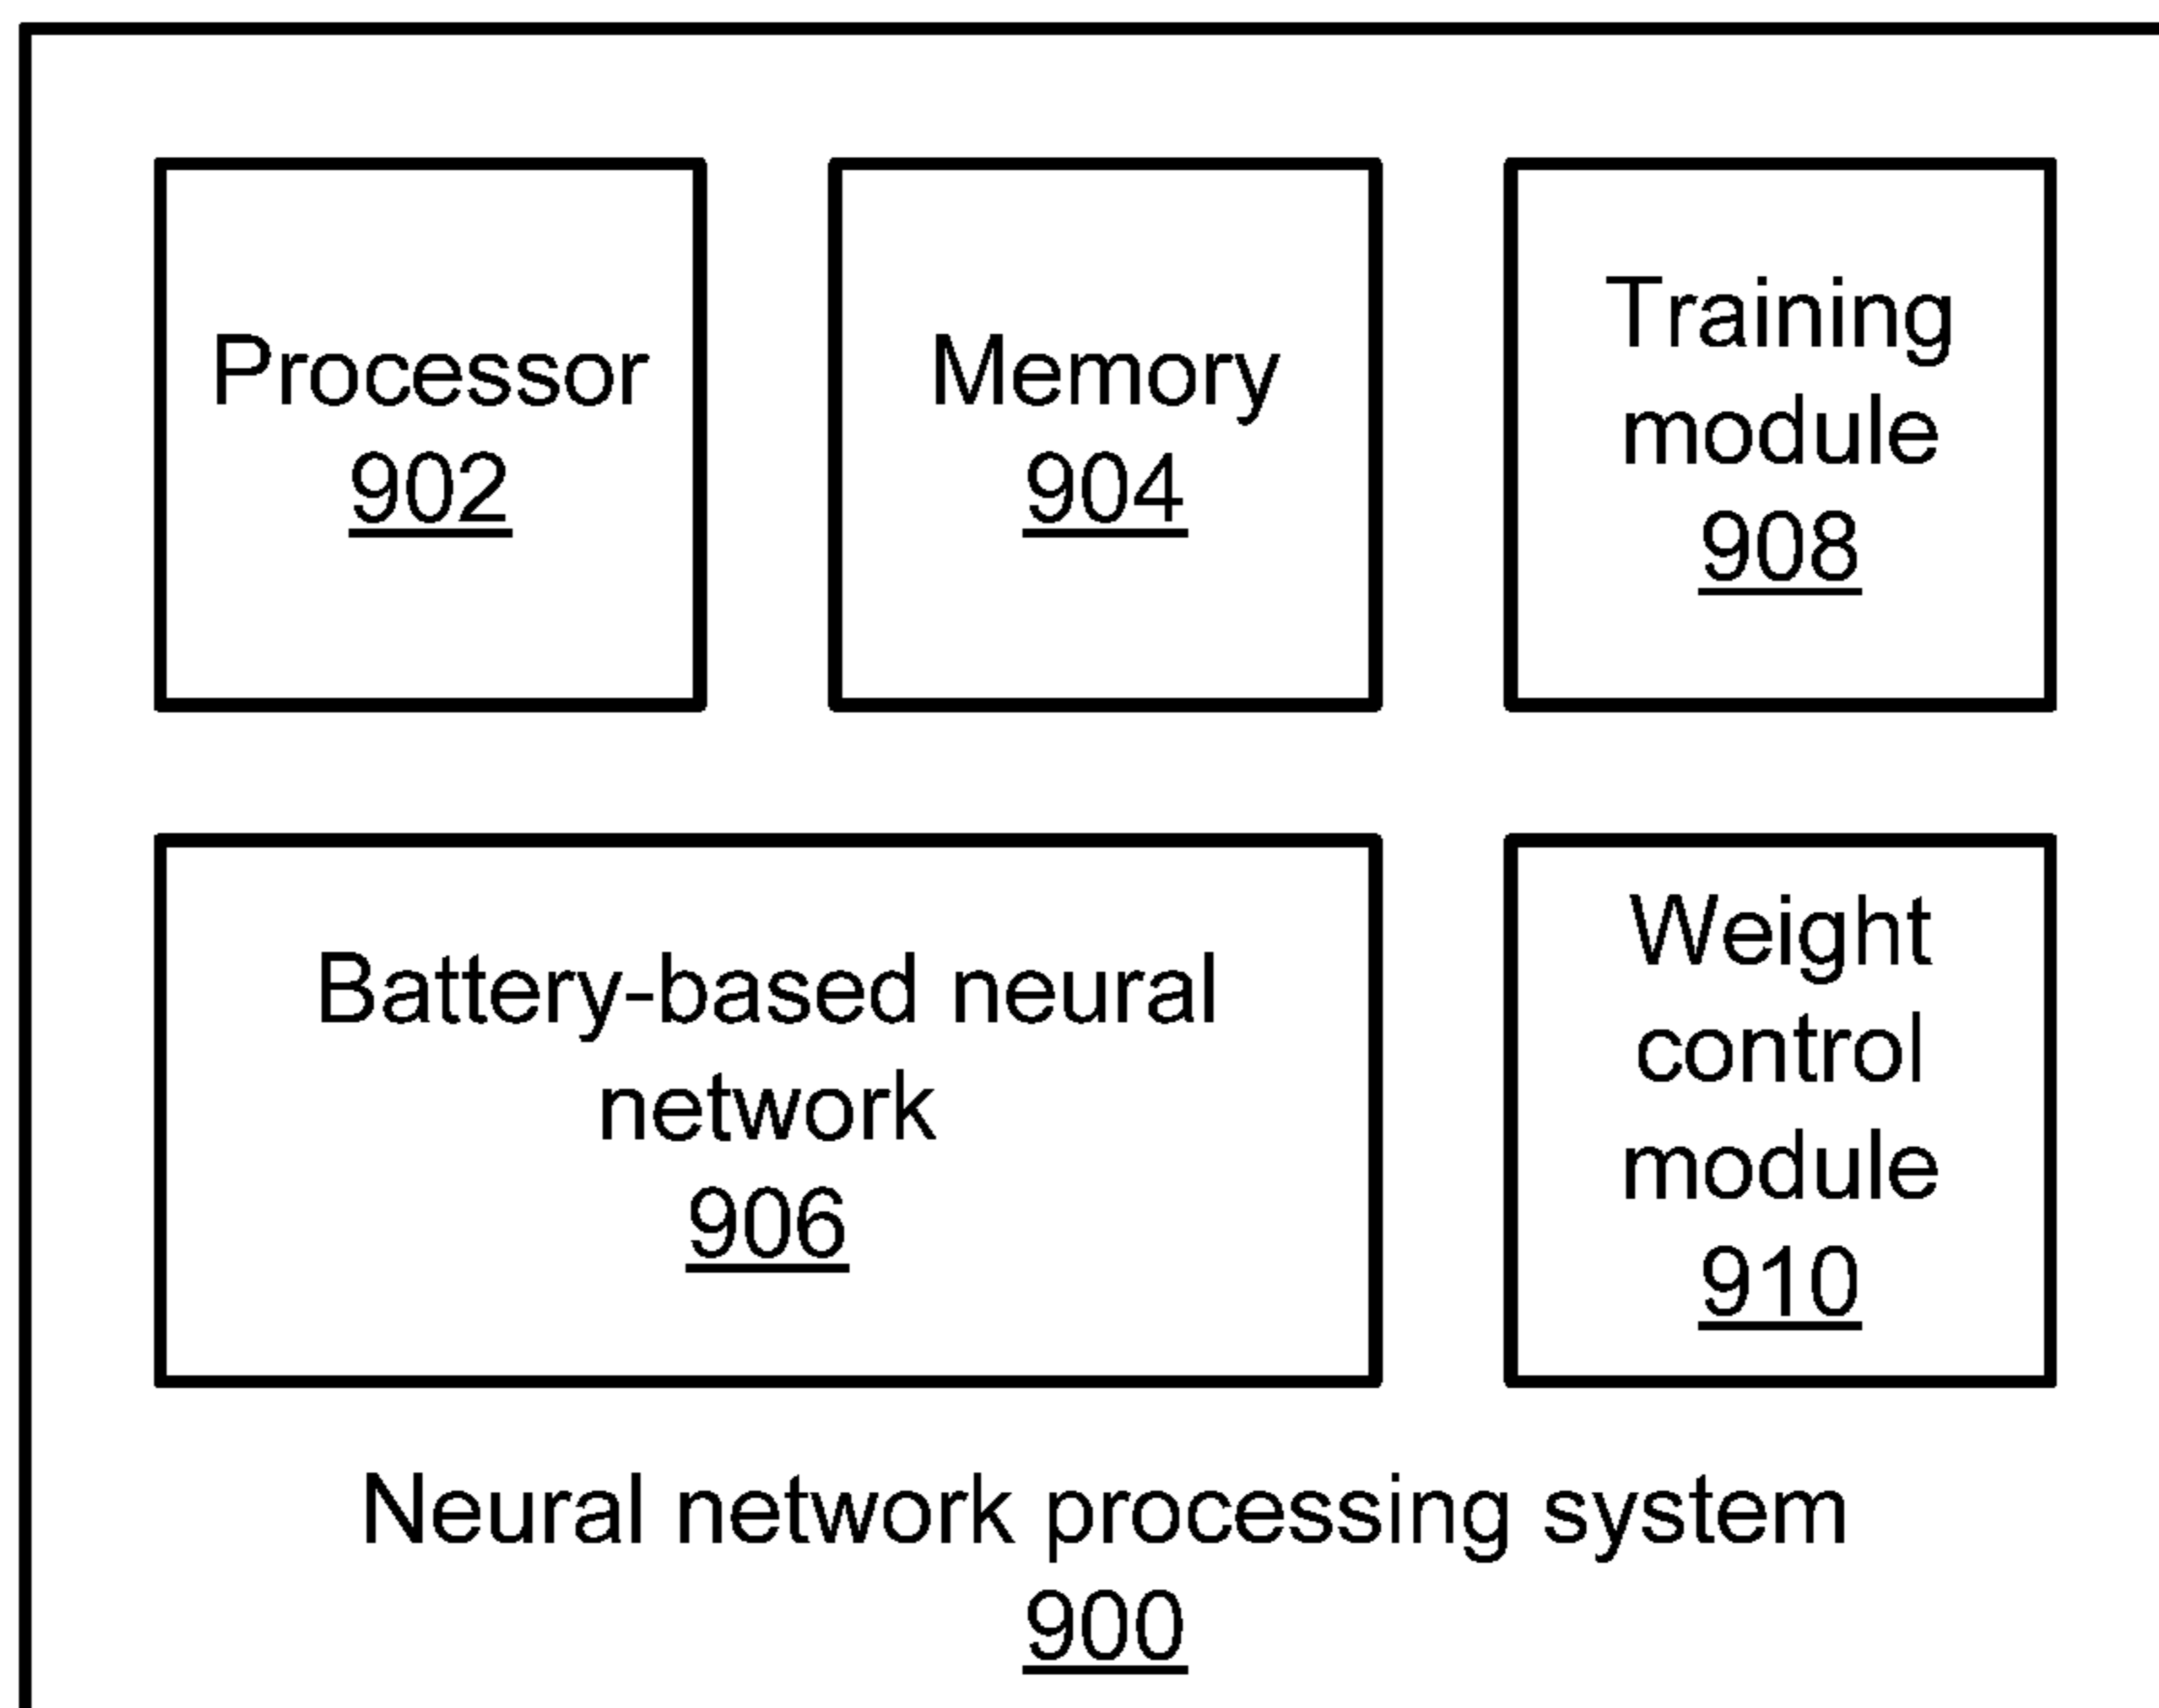 Processor
902
Memory
904
Training
module
908
Battery-based neural
network
906
Weight
control
module
910
Neural network processing system
900